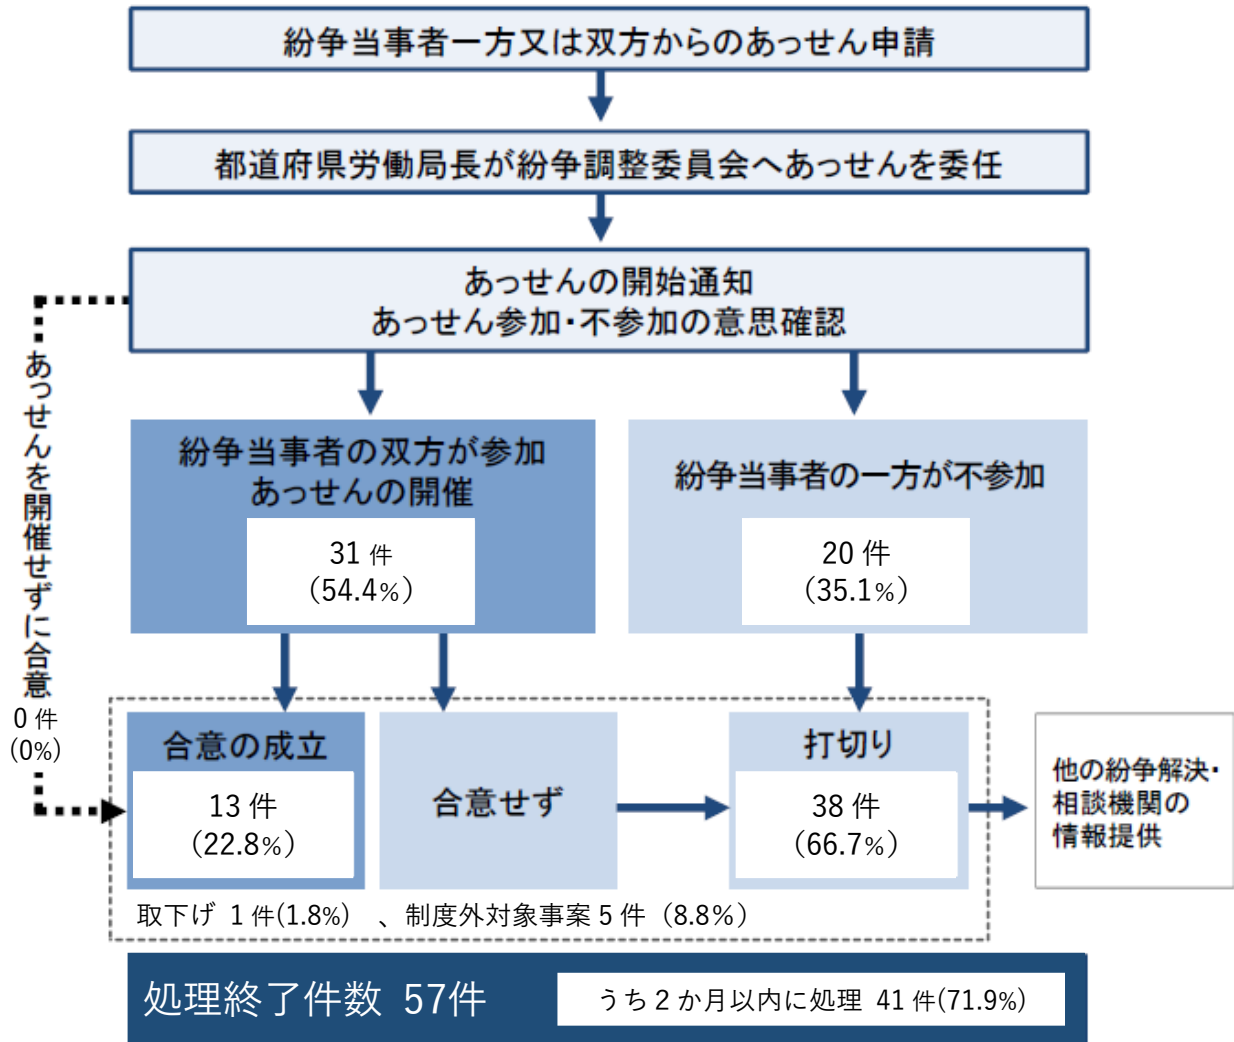 紛争当事者一方又は双方からのあっせん申請
都道府県労働局長が紛争調整委員会へあっせんを委任
あっせんの開始通知
あっせん参加・不参加の意思確認
あっせんを開催せずに合意
0 件
(0%)
紛争当事者の双方が参加
あっせんの開催
31 件
(54.4%)
紛争当事者の一方が不参加
20 件
(35.1%)
合意の成立
13 件
(22.8%)
合意せず
打切り
38 件
(66.7%)
他の紛争解決・
相談機関の
情報提供
取下げ 1 件(1.8%) 、制度外対象事案 5 件 (8.8%)
処理終了件数 57件
うち 2 か月以内に処理 41 件(71.9%)